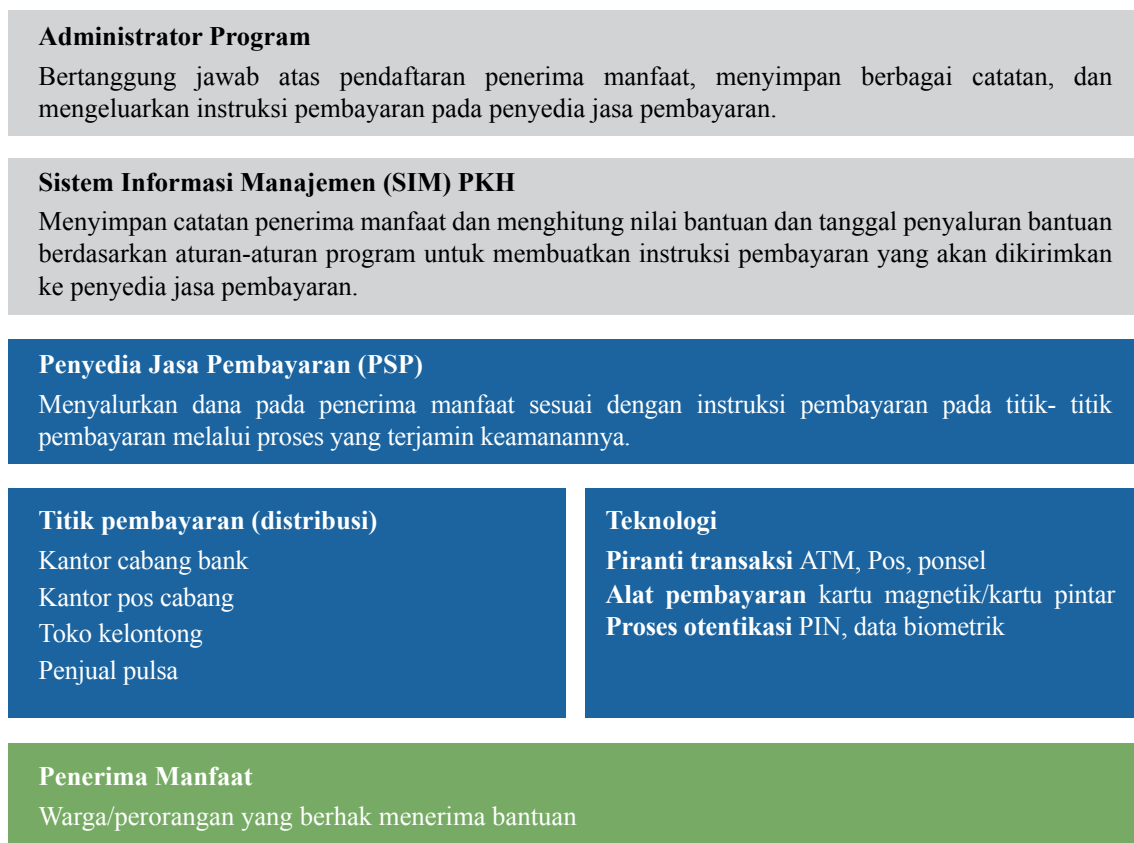 Administrator Program
Bertanggung jawab atas pendaftaran penerima manfaat, menyimpan berbagai catatan, dan
mengeluarkan instruksi pembayaran pada penyedia jasa pembayaran.
Sistem Informasi Manajemen (SIM) PKH
Menyimpan catatan penerima manfaat dan menghitung nilai bantuan dan tanggal penyaluran bantuan
berdasarkan aturan-aturan program untuk membuatkan instruksi pembayaran yang akan dikirimkan
ke penyedia jasa pembayaran.
Penyedia Jasa Pembayaran (PSP)
Menyalurkan dana pada penerima manfaat sesuai dengan instruksi pembayaran pada titik- titik
pembayaran melalui proses yang terjamin keamanannya.
Titik pembayaran (distribusi)
Kantor cabang bank
Kantor pos cabang
Toko kelontong
Penjual pulsa
Teknologi
Piranti transaksi ATM, Pos, ponsel
Alat pembayaran kartu magnetik/kartu pintar
Proses otentikasi PIN, data biometrik
Penerima Manfaat
Warga/perorangan yang berhak menerima bantuan